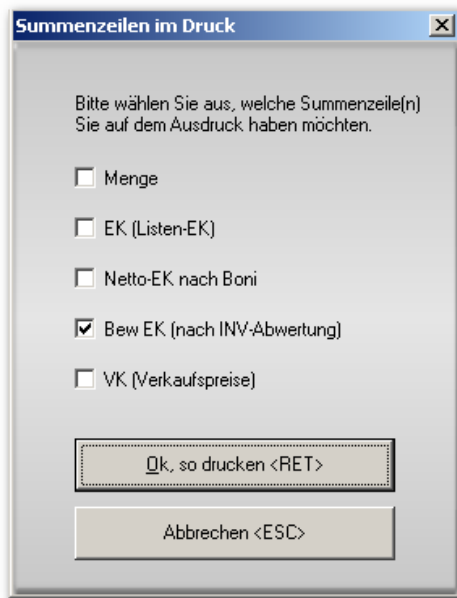 Summenzeilen im Druck
Bitte wählen Sie aus, welche Summenzeile(n)
Sie auf dem Ausdruck haben möchten.
Menge
EK (Listen-EK)
Netto-EK nach Boni
Bew EK (nach INV-Abwertung)
VK (Verkaufspreise)
Ok, so drucken <RET>
Abbrechen <ESC>